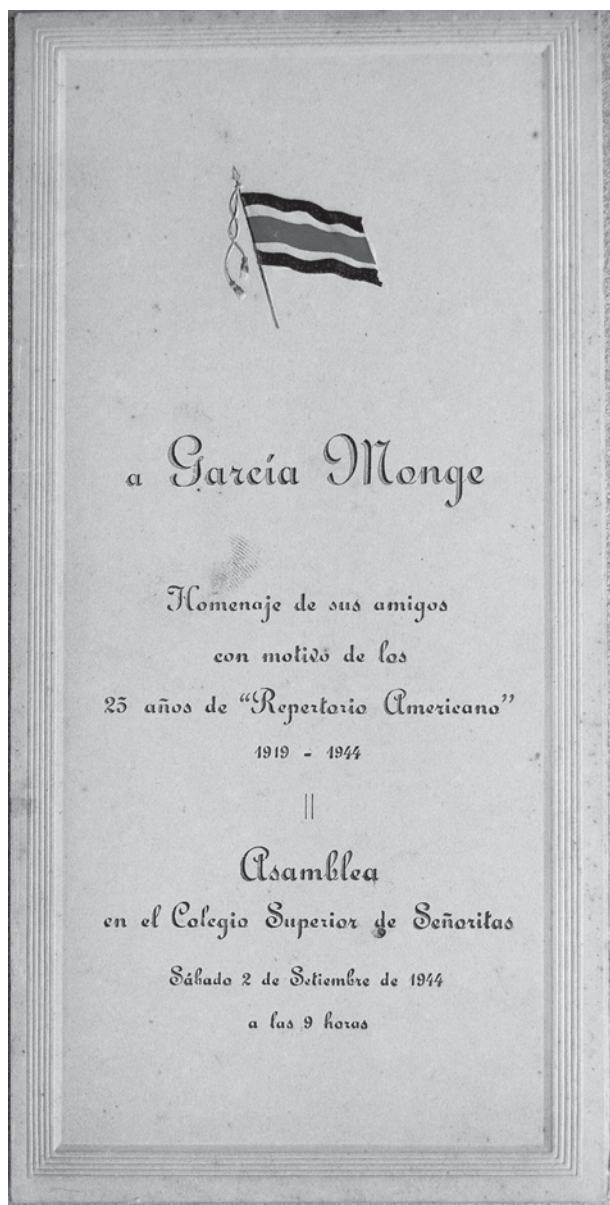 a García Monge
Homenaje de sus amigos
con motivo de los
25 años de “Repertorio Americano”
1919 - 1944
Asamblea
en el Colegio Superior de Señoritas
Sábado 2 de Setiembre de 1944
a las 9 horas